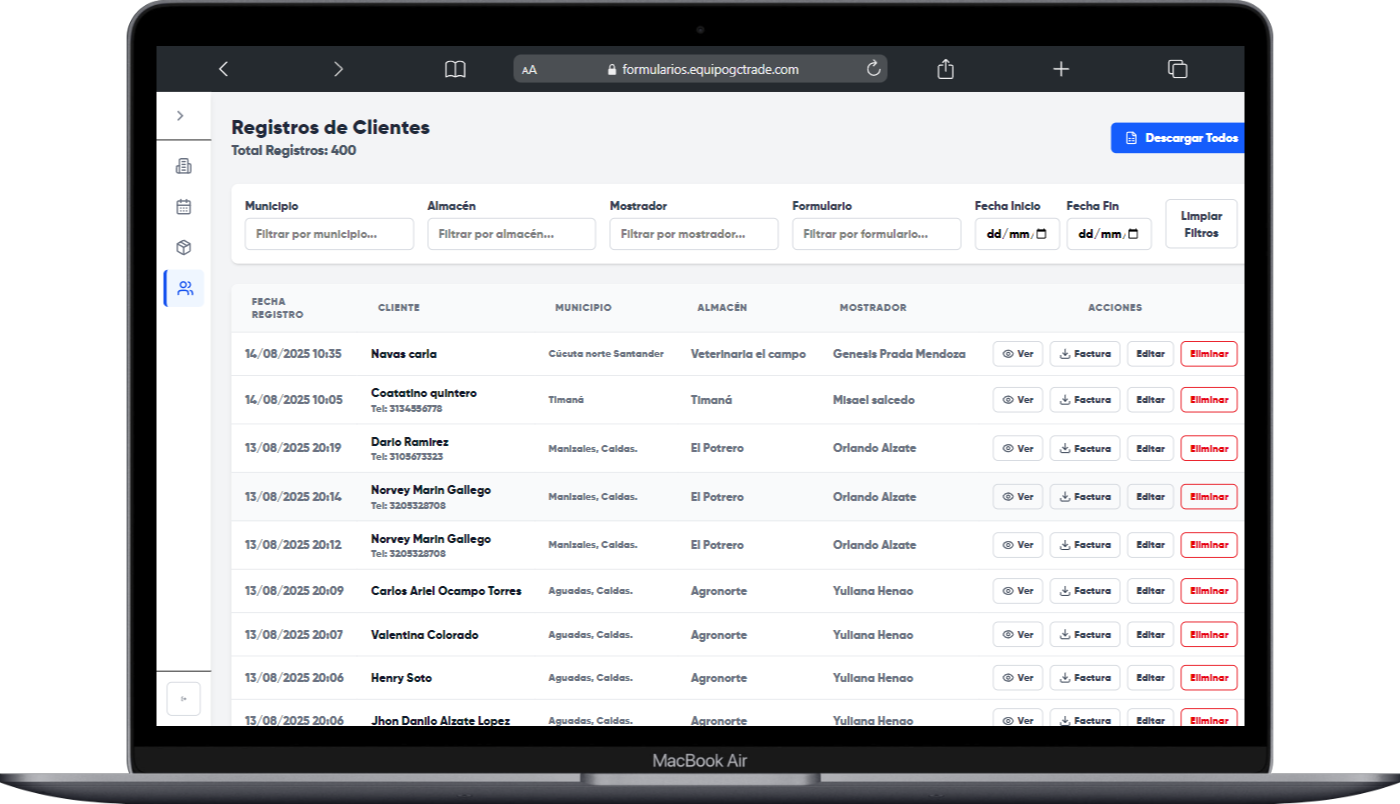 AA formularios.equipogctrade.com
Registros de Clientes
Total Registros: 400
Descargar Todos
Municipio Almacén Mostrador Formulario Fecha Inicio Fecha Fin
Limpiar
Filtros
Filtrar por municipio... Filtrar por almacén... Filtrar por mostrador... Filtrar por formulario... dd/mm/ dd/mm/
FECHA
REGISTRO
CLIENTE MUNICIPIO ALMACÉN MOSTRADOR ACCIONES
14/08/2025 10:35 Navas carla Cúcuta norte Santander Veterinaria el campo Genesis Prada Mendoza Ver Factura Editar Eliminar
14/08/2025 10:05 Coatatino quintero Timaná Timaná Misael salcedo Ver Factura Editar Eliminar
Tel: 3134556778
13/08/2025 20:19 Dario Ramirez Manizales, Caldas. El Potrero Orlando Alzate Ver Factura Editar Eliminar
Tel: 3105673323
13/08/2025 20:14 Norvey Marin Gallego Manizales, Caldas. El Potrero Orlando Alzate Ver Factura Editar Eliminar
Tel: 3205328708
13/08/2025 20:12 Norvey Marin Gallego Manizales, Caldas. El Potrero Orlando Alzate Ver Factura Editar Eliminar
Tel: 3205328708
13/08/2025 20:09 Carlos Ariel Ocampo Torres Aguadas, Caldas. Agronorte Yuliana Henao Ver Factura Editar Eliminar
13/08/2025 20:07 Valentina Colorado Aguadas, Caldas. Agronorte Yuliana Henao Ver Factura Editar Eliminar
13/08/2025 20:06 Henry Soto Aguadas, Caldas. Agronorte Yuliana Henao Ver Factura Editar Eliminar
13/08/2025 20:06 Jhon Danilo Alzate Lopez Aguadas, Caldas. Agronorte Yuliana Henao Ver Factura Editar Eliminar
MacBook Air